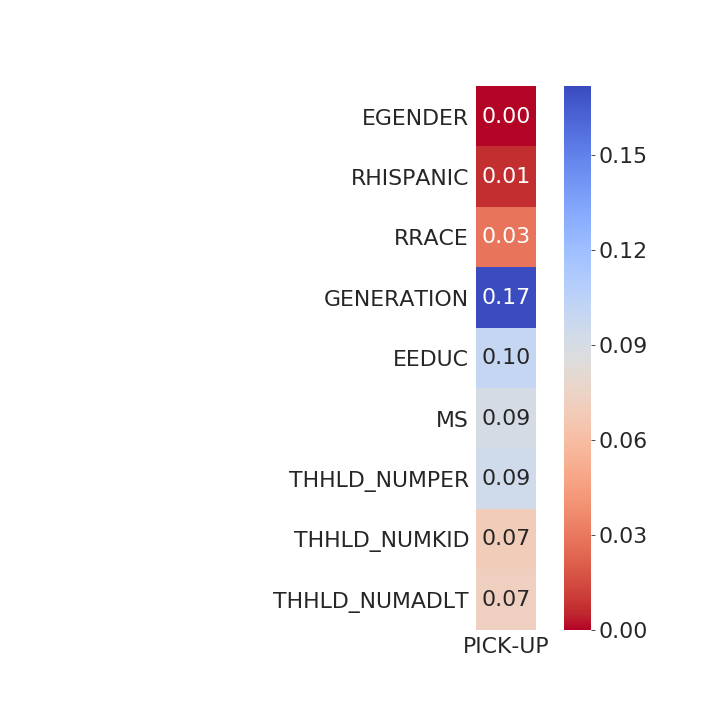 EGENDER 0.00
RHISPANIC 0.01
RRACE 0.03
GENERATION 0.17
EEDUC 0.10
MS 0.09
THHLD_NUMPER 0.09
THHLD_NUMKID 0.07
THHLD_NUMADLT 0.07
PICK-UP
0.15
0.12
0.09
0.06
0.03
0.00